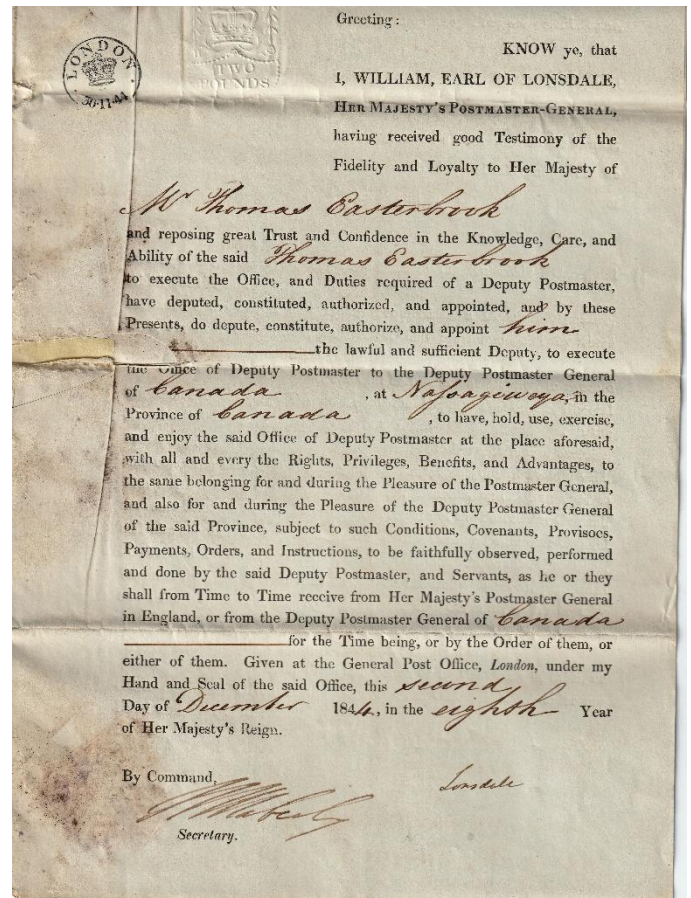 Greeting:
LONDON
30·11·44
TWO
POUNDS
KNOW ye, that
I, WILLIAM, EARL OF LONSDALE,
HER MAJESTY'S POSTMASTER-GENERAL,
having received good Testimony of the
Fidelity and Loyalty to Her Majesty of
Mr Thomas Easterbrook
and reposing great Trust and Confidence in the Knowledge, Care, and
Ability of the said Thomas Easterbrook
to execute the Office, and Duties required of a Deputy Postmaster,
have deputed, constituted, authorized, and appointed, and by these
Presents, do depute, constitute, authorize, and appoint him
the lawful and sufficient Deputy, to execute
the Office of Deputy Postmaster to the Deputy Postmaster General
of Canada , at Nassagiweya, in the
Province of Canada , to have, hold, use, exercise,
and enjoy the said Office of Deputy Postmaster at the place aforesaid,
with all and every the Rights, Privileges, Benefits, and Advantages, to
the same belonging for and during the Pleasure of the Postmaster General,
and also for and during the Pleasure of the Deputy Postmaster General
of the said Province, subject to such Conditions, Covenants, Provisoes,
Payments, Orders, and Instructions, to be faithfully observed, performed
and done by the said Deputy Postmaster, and Servants, as he or they
shall from Time to Time receive from Her Majesty's Postmaster General
in England, or from the Deputy Postmaster General of Canada
for the Time being, or by the Order of them, or
either of them. Given at the General Post Office, London, under my
Hand and Seal of the said Office, this second
Day of December 1844, in the eighth Year
of Her Majesty's Reign.
By Command,
Lonsdale
Secretary.